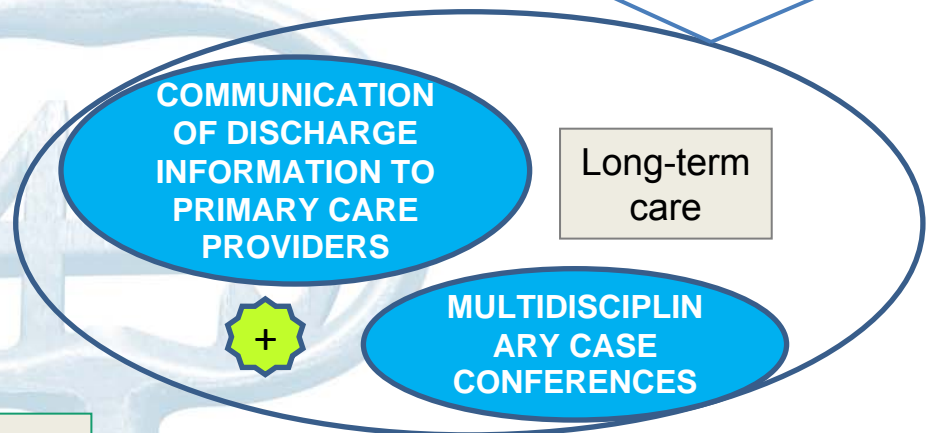 COMMUNICATION
OF DISCHARGE
INFORMATION TO
PRIMARY CARE
PROVIDERS
Long-term
care
+
MULTIDISCIPLIN
ARY CASE
CONFERENCES